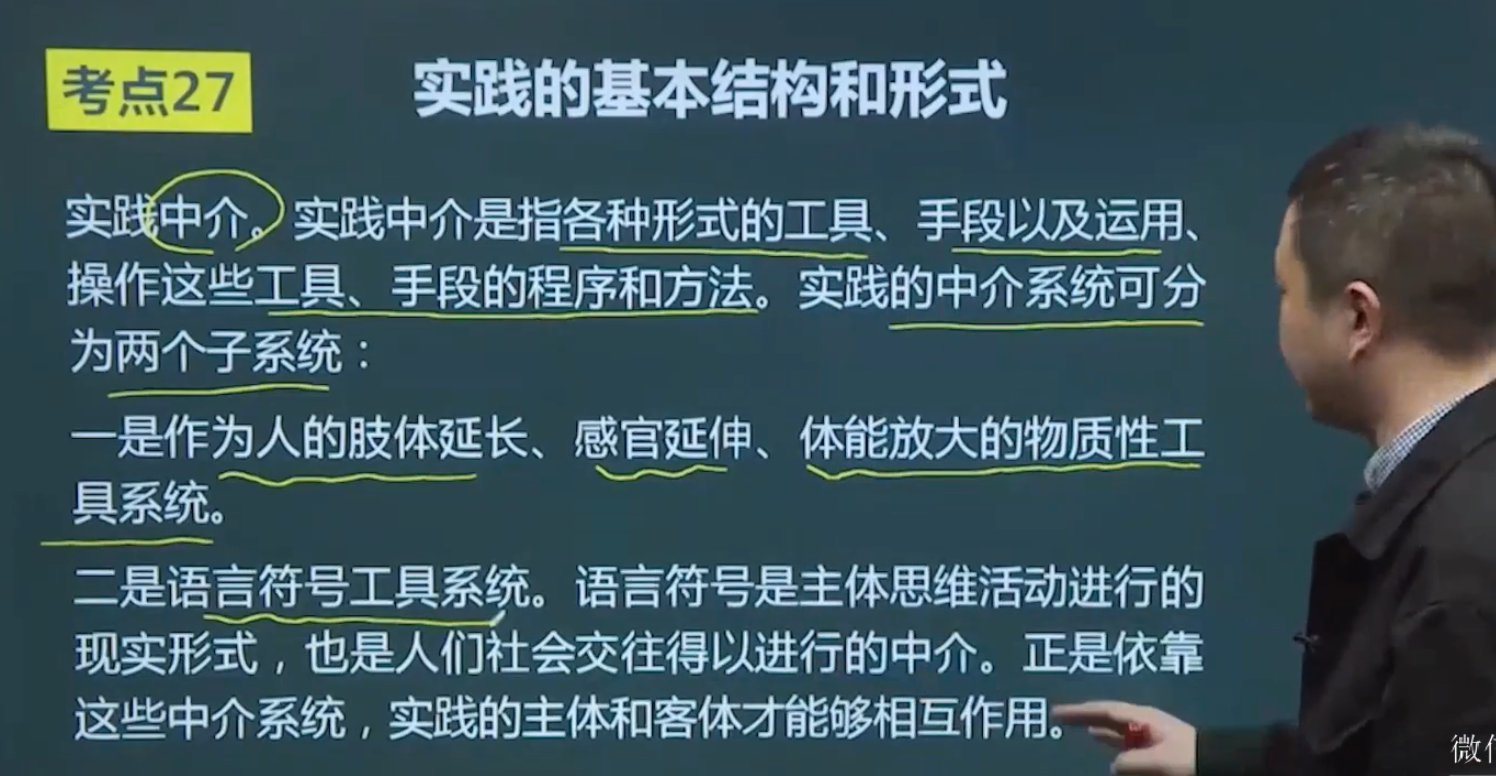 考点27
实践的基本结构和形式
实践中介。实践中介是指各种形式的工具、手段以及运用、
操作这些工具、手段的程序和方法。实践的中介系统可分
为两个子系统：
一是作为人的肢体延长、感官延伸、体能放大的物质性工
具系统。
二是语言符号工具系统。语言符号是主体思维活动进行的
现实形式，也是人们社会交往得以进行的中介。正是依靠
这些中介系统，实践的主体和客体才能够相互作用。
微